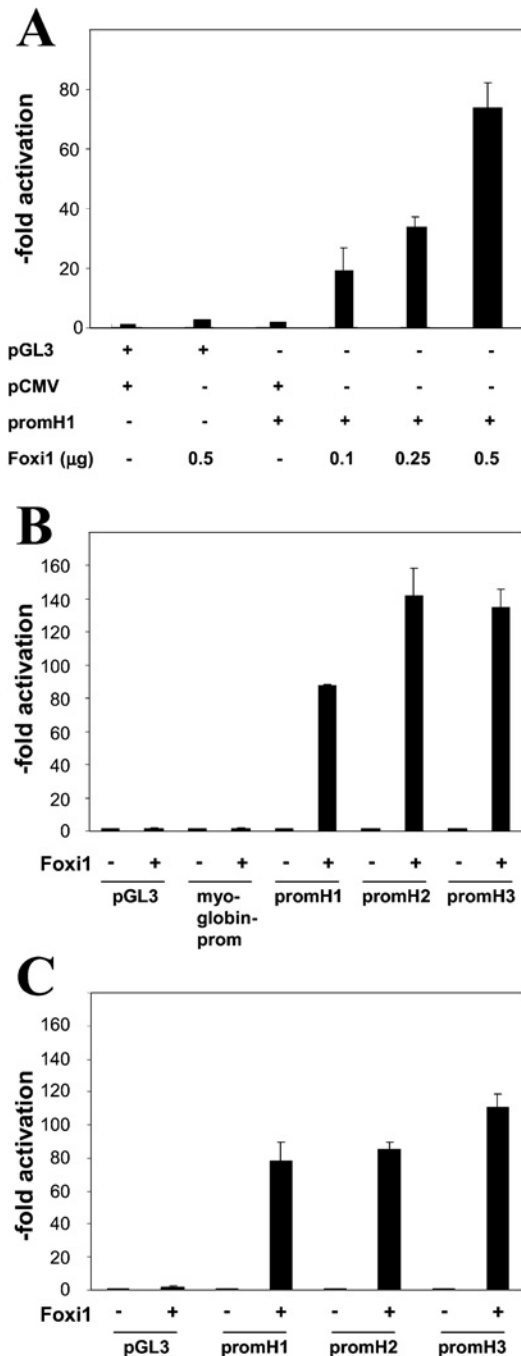 A
-fold activation
80
60
40
20
0
pGL3 + + - - - -
pCMV + - + - - -
promH1 - - + + + +
Foxi1 (µg) - 0.5 - 0.1 0.25 0.5
B
-fold activation
160
140
120
100
80
60
40
20
0
Foxi1 - + - + - + - + - +
pGL3 myo- promH1 promH2 promH3
globin-
prom
C
-fold activation
160
140
120
100
80
60
40
20
0
Foxi1 - + - + - + - +
pGL3 promH1 promH2 promH3